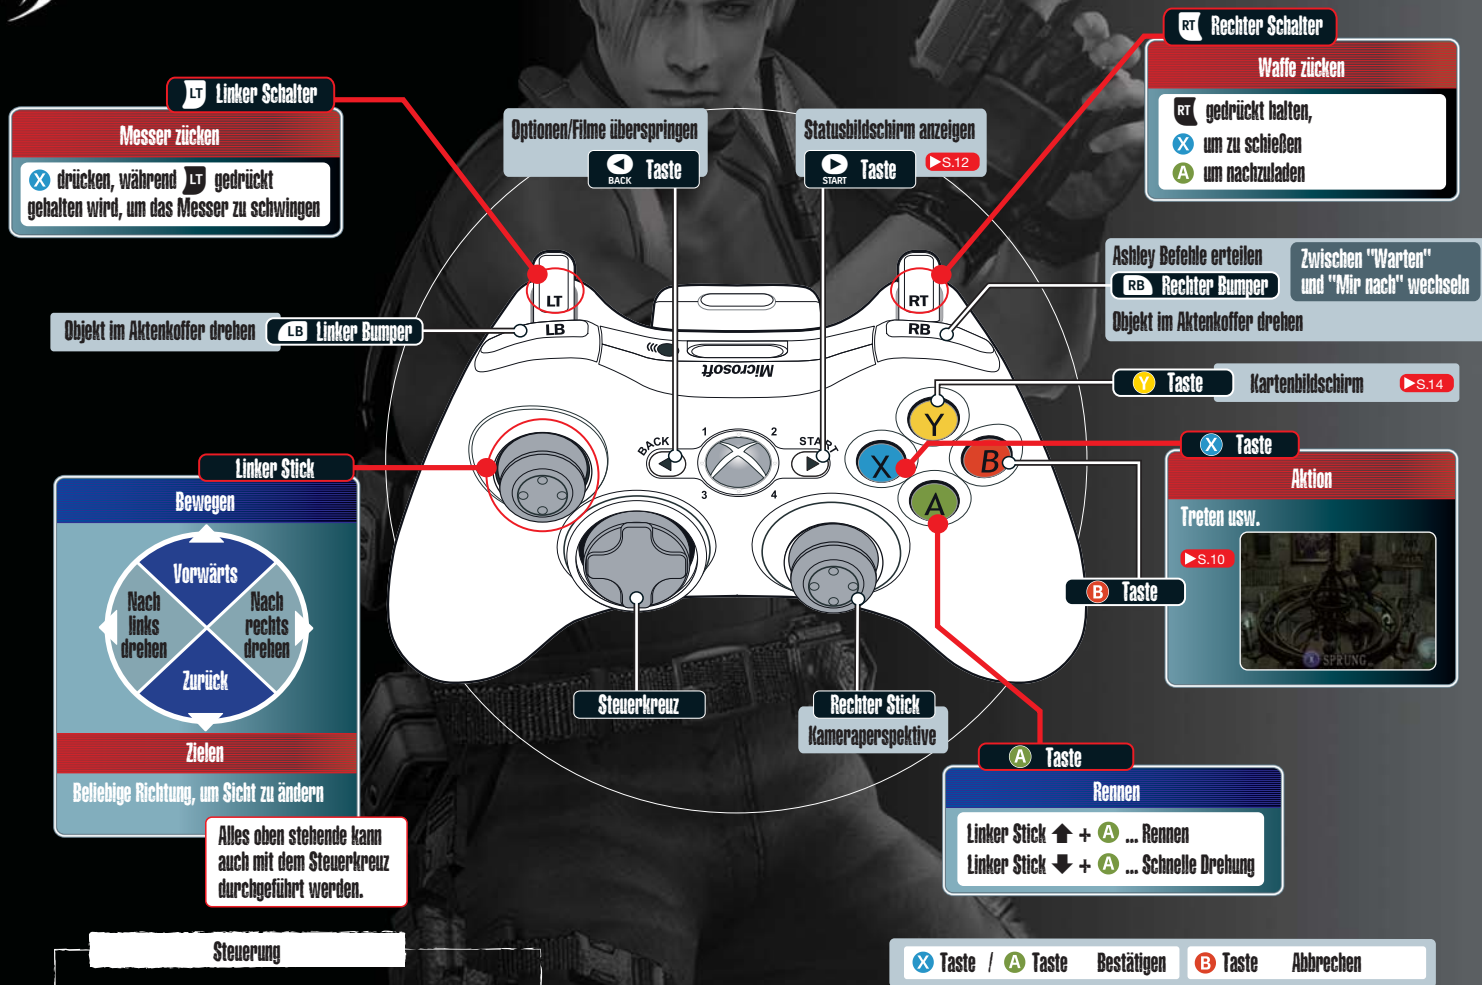 RT Rechter Schalter
Waffe zücken
RT gedrückt halten,
X um zu schießen
A um nachzuladen
LT Linker Schalter
Messer zücken
X drücken, während LT gedrückt
gehalten wird, um das Messer zu schwingen
Optionen/Filme überspringen
BACK Taste
Statusbildschirm anzeigen
START Taste ▶S.12
Ashley Befehle erteilen
RB Rechter Bumper
Objekt im Aktenkoffer drehen
Zwischen "Warten"
und "Mir nach" wechseln
Objekt im Aktenkoffer drehen LB Linker Bumper
LT
RT
LB
RB
Microsoft
Y Taste Kartenbildschirm ▶S.14
BACK
1
2
START
3
4
Y
X
B
A
X Taste
Aktion
Treten usw.
▶S.10
X SPRUNG
B Taste
Linker Stick
Bewegen
Vorwärts
Nach
links
drehen
Nach
rechts
drehen
Zurück
Zielen
Beliebige Richtung, um Sicht zu ändern
Alles oben stehende kann
auch mit dem Steuerkreuz
durchgeführt werden.
Steuerkreuz
Rechter Stick
Kameraperspektive
A Taste
Rennen
Linker Stick ⬆ + A ... Rennen
Linker Stick ⬇ + A ... Schnelle Drehung
Steuerung
X Taste / A Taste Bestätigen
B Taste Abbrechen